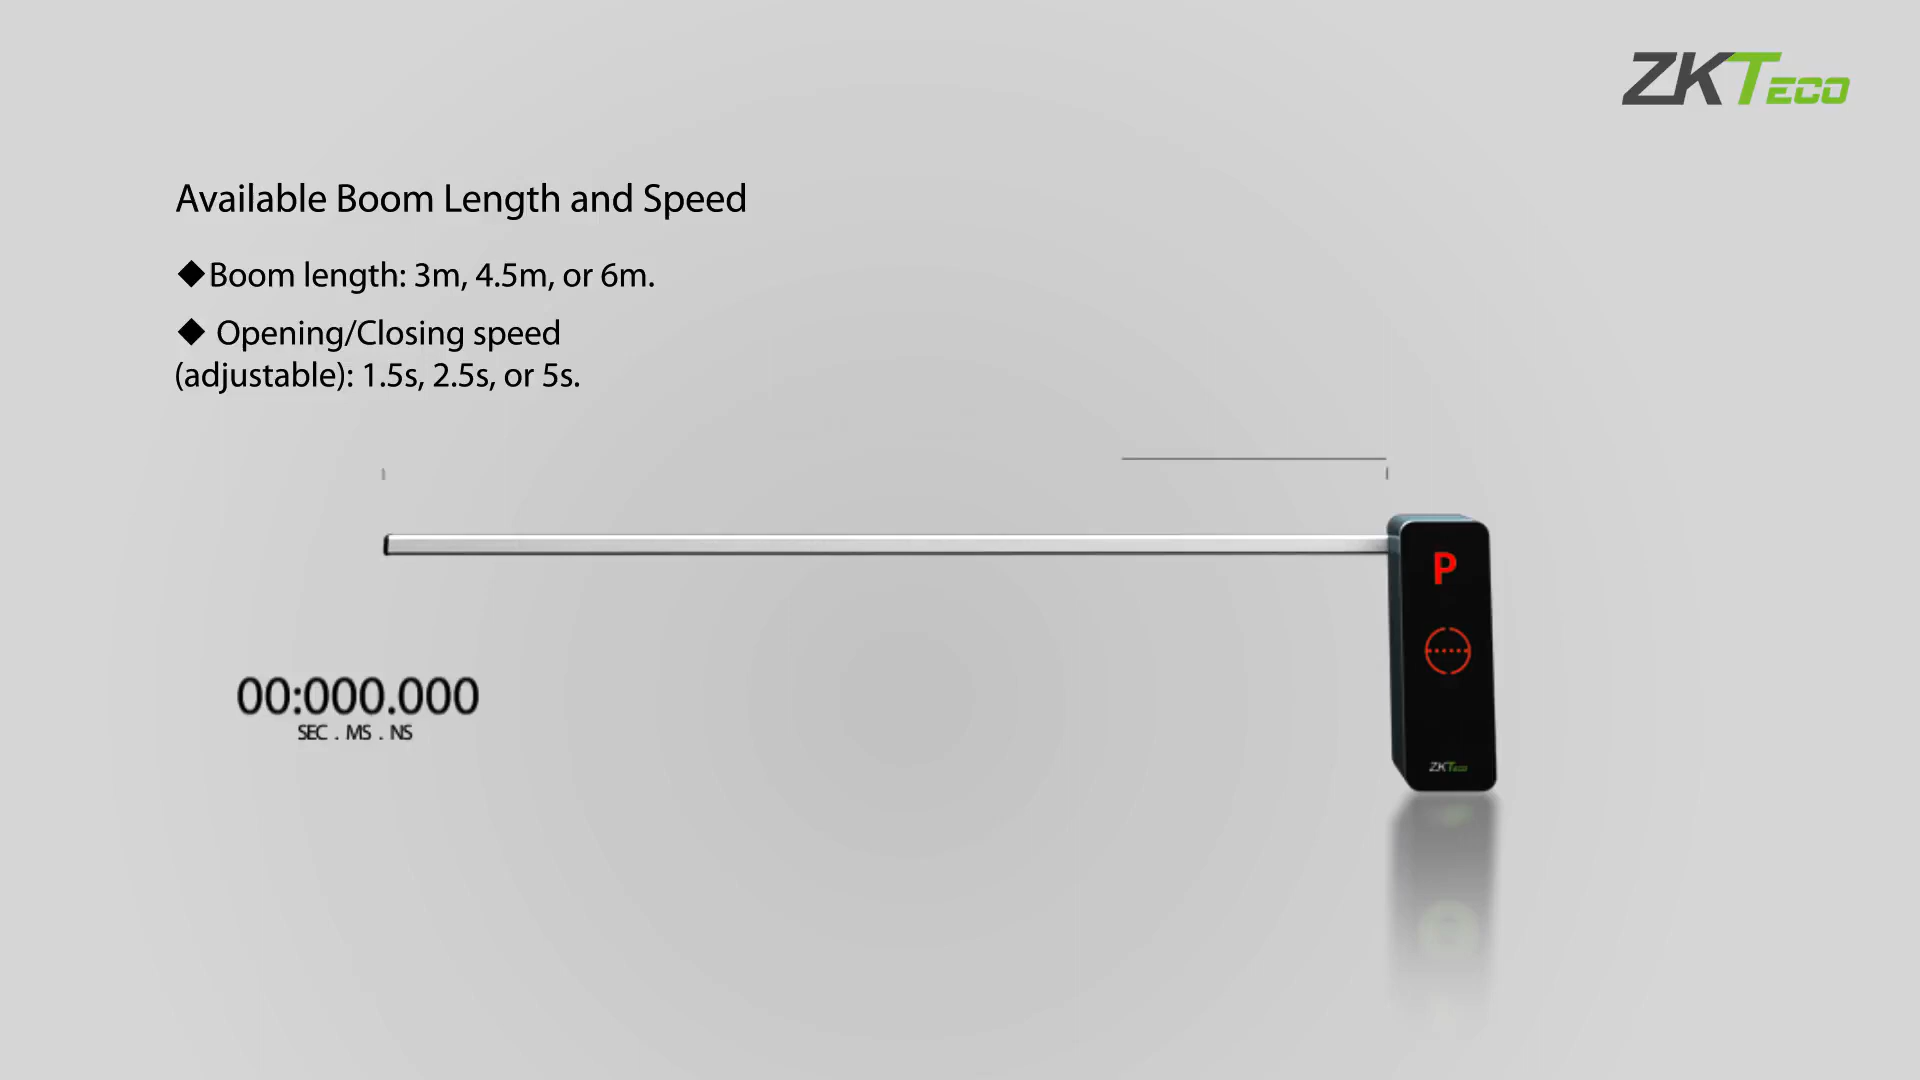 ZKTECO
Available Boom Length and Speed
◆Boom length: 3m, 4.5m, or 6m.
◆ Opening/Closing speed
(adjustable): 1.5s, 2.5s, or 5s.
P
00:000.000
SEC . MS . NS
ZKTECO